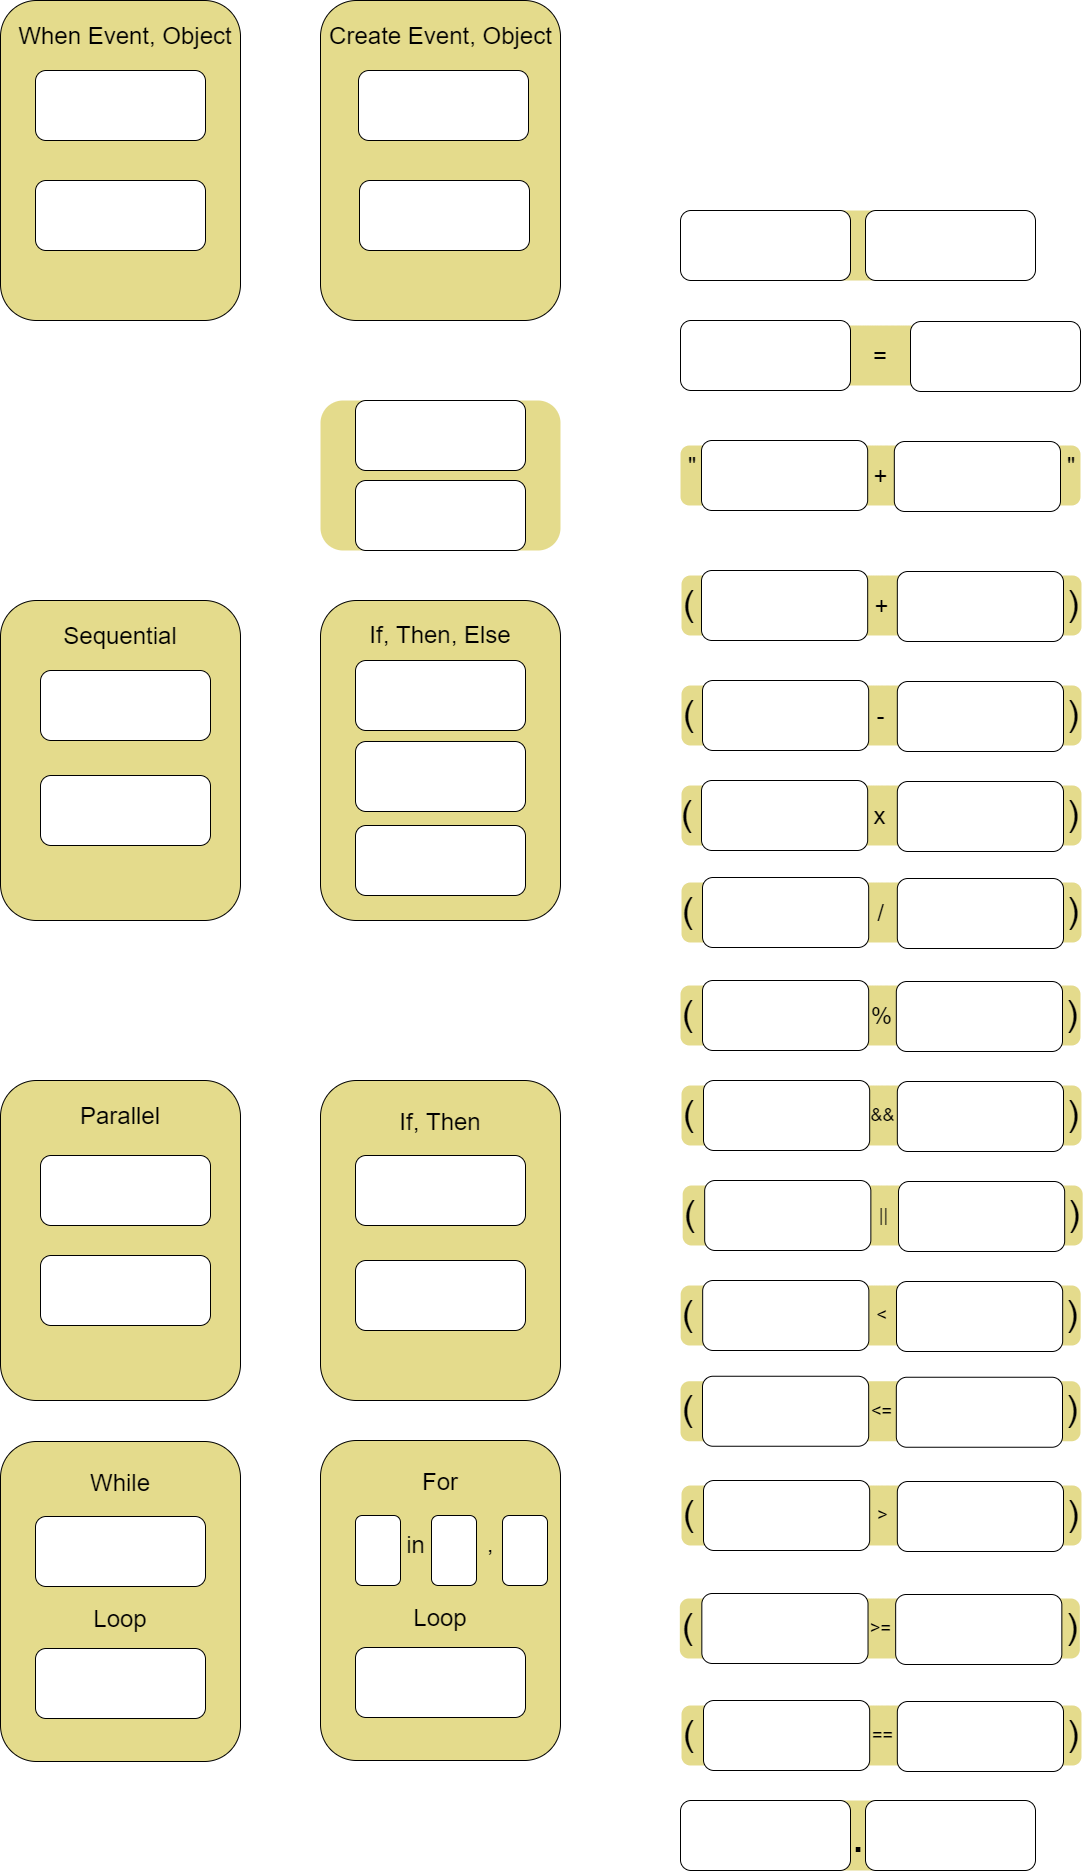 When Event, Object
Create Event, Object
=
" + "
Sequential
If, Then, Else
( + )
( - )
( x )
( / )
( % )
Parallel
If, Then
( && )
( || )
( < )
( <= )
While
For
in ,
Loop
Loop
( > )
( >= )
( == )
.